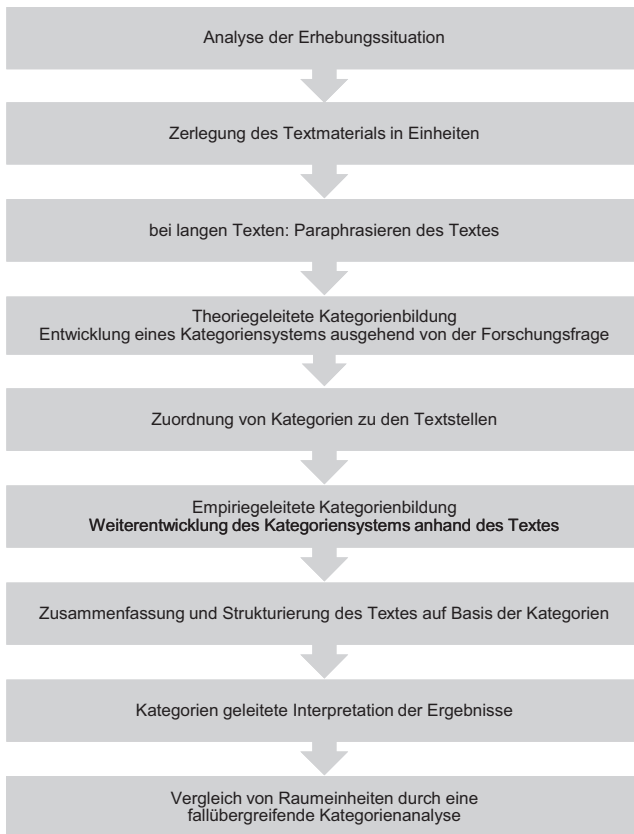 Analyse der Erhebungssituation
Zerlegung des Textmaterials in Einheiten
bei langen Texten: Paraphrasieren des Textes
Theoriegeleitete Kategorienbildung
Entwicklung eines Kategoriensystems ausgehend von der Forschungsfrage
Zuordnung von Kategorien zu den Textstellen
Empiriegeleitete Kategorienbildung
Weiterentwicklung des Kategoriensystems anhand des Textes
Zusammenfassung und Strukturierung des Textes auf Basis der Kategorien
Kategorien geleitete Interpretation der Ergebnisse
Vergleich von Raumeinheiten durch eine
fallübergreifende Kategorienanalyse